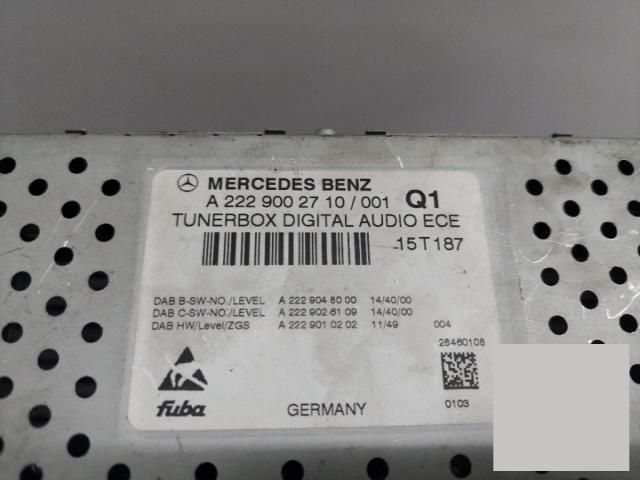 MERCEDES BENZ
A 222 900 27 10 / 001 Q1
TUNERBOX DIGITAL AUDIO ECE
15T187
DAB B-SW-NO./LEVEL A 222 904 80 00 14/40/00
DAB C-SW-NO./LEVEL A 222 902 61 09 14/40/00
DAB HW/Level/ZGS A 222 901 02 02 11/49 004
28460108
fuba GERMANY 0103